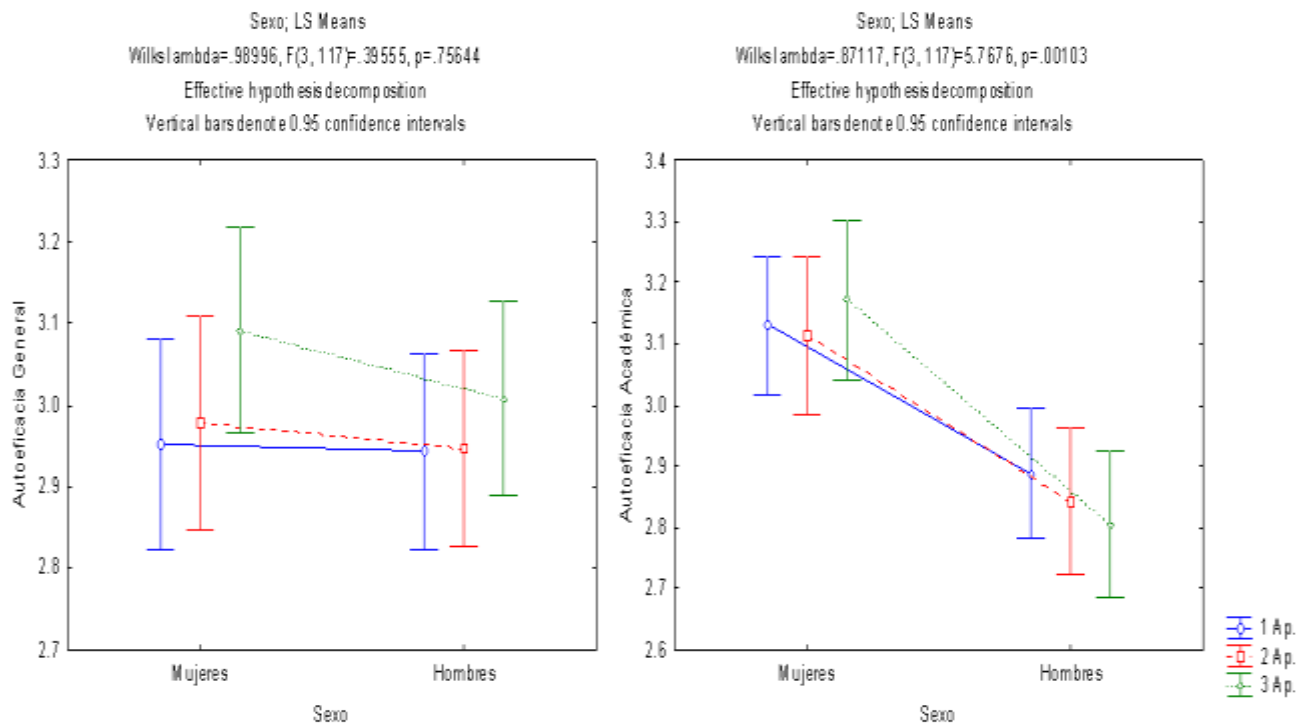 Sexo; LS Means
Wilks lambda=.98996, F(3, 117)=.39555, p=.75644
Effective hypothesis decomposition
Vertical bars denote 0.95 confidence intervals
3.3
3.2
3.1
3.0
2.9
2.8
2.7
Autoeficacia General
Mujeres
Hombres
Sexo
Sexo; LS Means
Wilks lambda=.87117, F(3, 117)=5.7676, p=.00103
Effective hypothesis decomposition
Vertical bars denote 0.95 confidence intervals
3.4
3.3
3.2
3.1
3.0
2.9
2.8
2.7
2.6
Autoeficacia Académica
Mujeres
Hombres
Sexo
1 Ap.
2 Ap.
3 Ap.